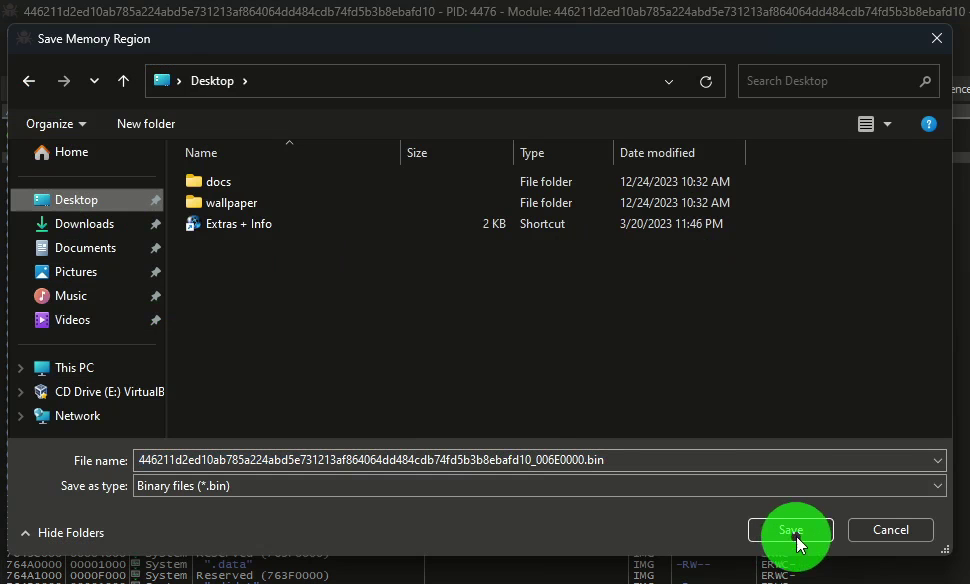 446211d2ed10ab785a224abd5e731213af864064dd484cdb74fd5b3b8ebafd10 - PID: 4476 - Module: 446211d2ed10ab785a224abd5e731213af864064dd484cdb74fd5b3b8ebafd10
Save Memory Region
Desktop
Search Desktop
Organize
New folder
Home
Name Size Type Date modified
docs File folder 12/24/2023 10:32 AM
Desktop
wallpaper File folder 12/24/2023 10:32 AM
Downloads
Extras + Info 2 KB Shortcut 3/20/2023 11:46 PM
Documents
Pictures
Music
Videos
This PC
CD Drive (E:) VirtualB
Network
File name: 446211d2ed10ab785a224abd5e731213af864064dd484cdb74fd5b3b8ebafd10_006E0000.bin
Save as type: Binary files (*.bin)
Hide Folders
Save
Cancel
764A0000 00001000 System ".data" IMG -RW-- ERWC-
764A1000 0000F000 System Reserved (763F0000) IMG ERWC-